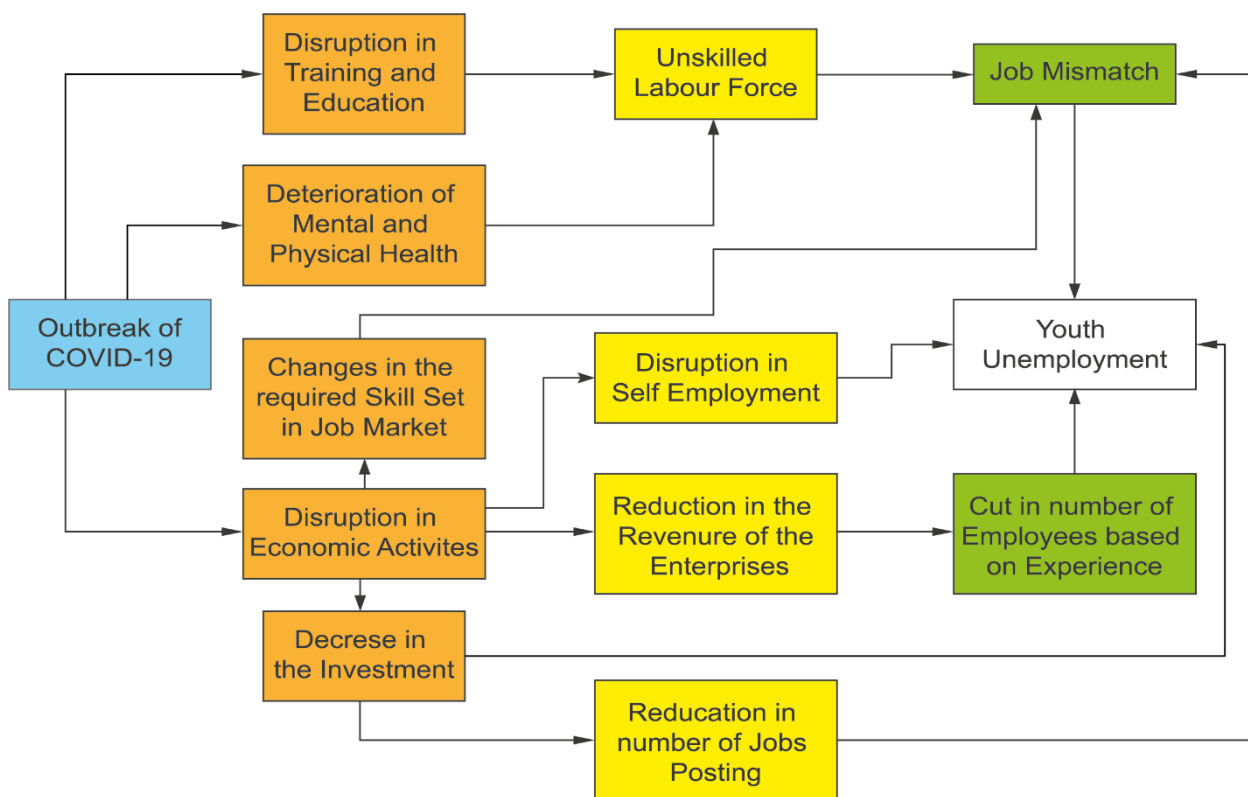 Disruption in
Training and
Education
Unskilled
Labour Force
Job Mismatch
Deterioration of
Mental and
Physical Health
Outbreak of
COVID-19
Changes in the
required Skill Set
in Job Market
Disruption in
Self Employment
Youth
Unemployment
Disruption in
Economic Activites
Reduction in the
Revenure of the
Enterprises
Cut in number of
Employees based
on Experience
Decrese in
the Investment
Reducation in
number of Jobs
Posting